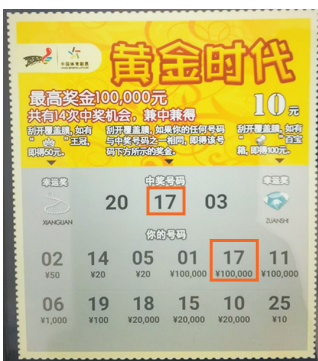 中国体育彩票
黄金时代
最高奖金100,000元
共有14次中奖机会，兼中兼得
10元
刮开覆盖膜，如有
“ ”王冠，
即得50元。
刮开覆盖膜，如果你的任何号码
与中奖号码之一相同，即得该号
码下方所示的奖金。
刮开覆盖膜，如有
“ ”百宝
箱，即得100元。
幸运奖
中奖号码
幸运奖
20 17 03
XIANGLIAN
ZUANSHI
你的号码
02 14 05 01 17 11
¥50 ¥20 ¥20 ¥100,000 ¥100,000 ¥100,000
06 19 18 15 10 25
¥1,000 ¥100 ¥20,000 ¥20,000 ¥20,000 ¥10